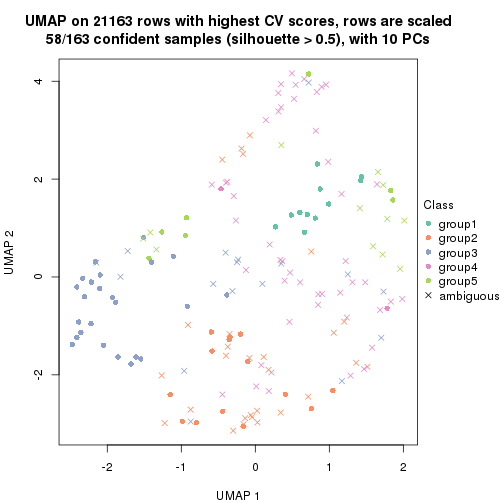 UMAP on 21163 rows with highest CV scores, rows are scaled
58/163 confident samples (silhouette > 0.5), with 10 PCs
4
2
0
-2
UMAP 2
-2
-1
0
1
2
UMAP 1
Class
group1
group2
group3
group4
group5
ambiguous